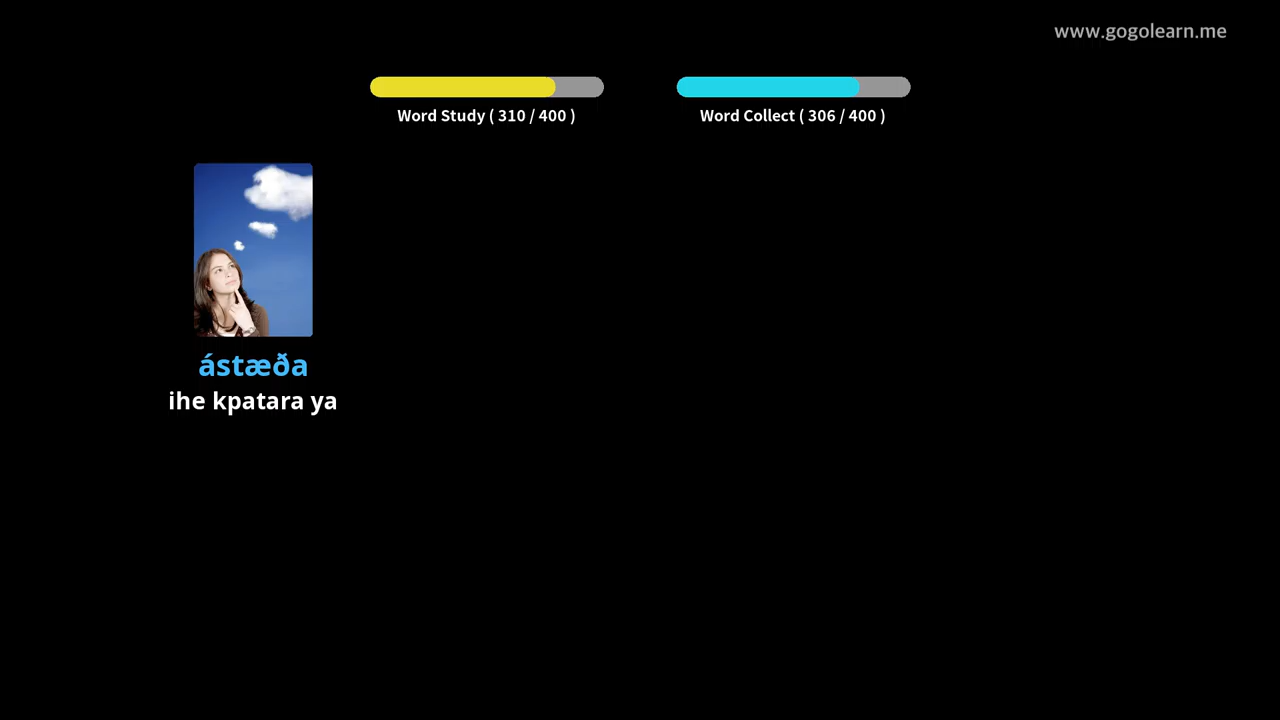 www.gogolearn.me
Word Study ( 310 / 400 )
Word Collect ( 306 / 400 )
ástæða
ihe kpatara ya